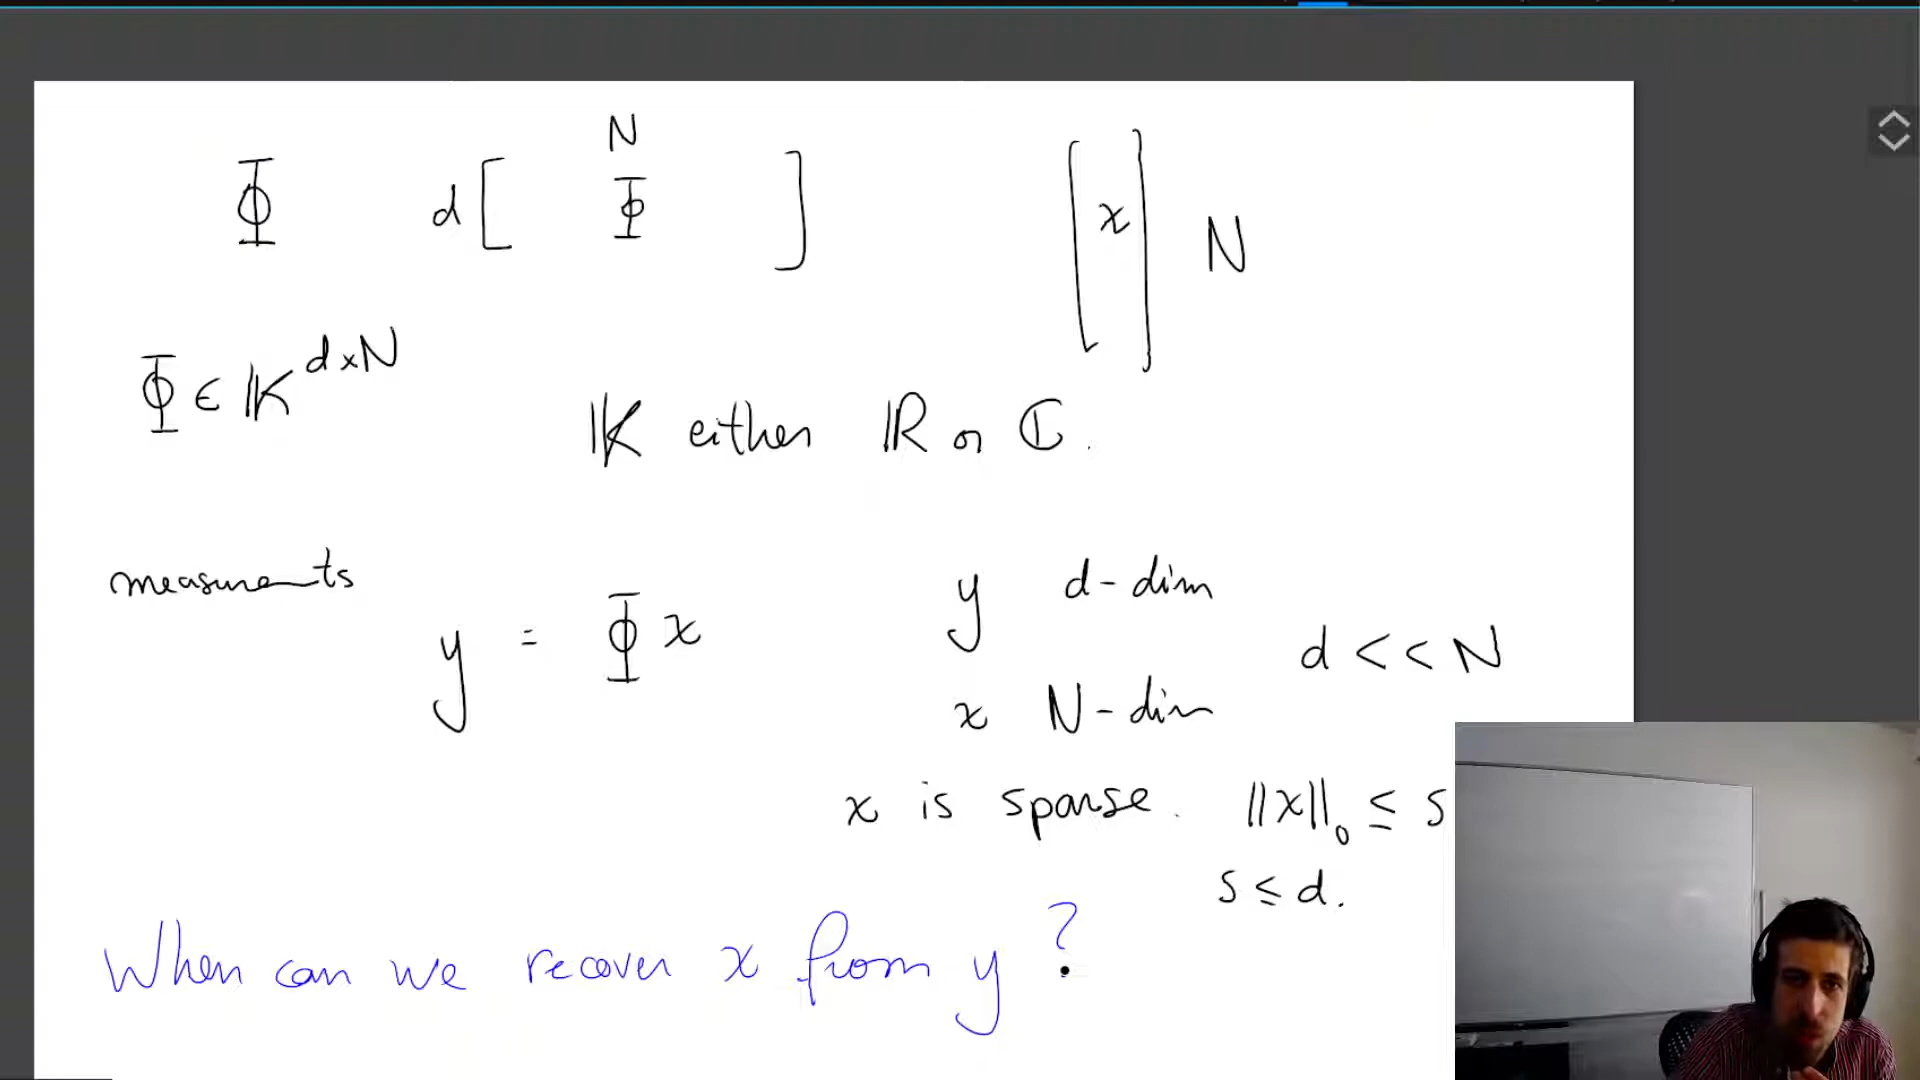 Φ d[ Φ ] N [x] N
Φ ∈ 𝕂^{d×N}
𝕂 either ℝ or ℂ.
measurements
y = Φx
y d-dim
d << N
x N-dim
x is sparse. ||x||₀ ≤ s
s ≤ d.
When can we recover x from y?